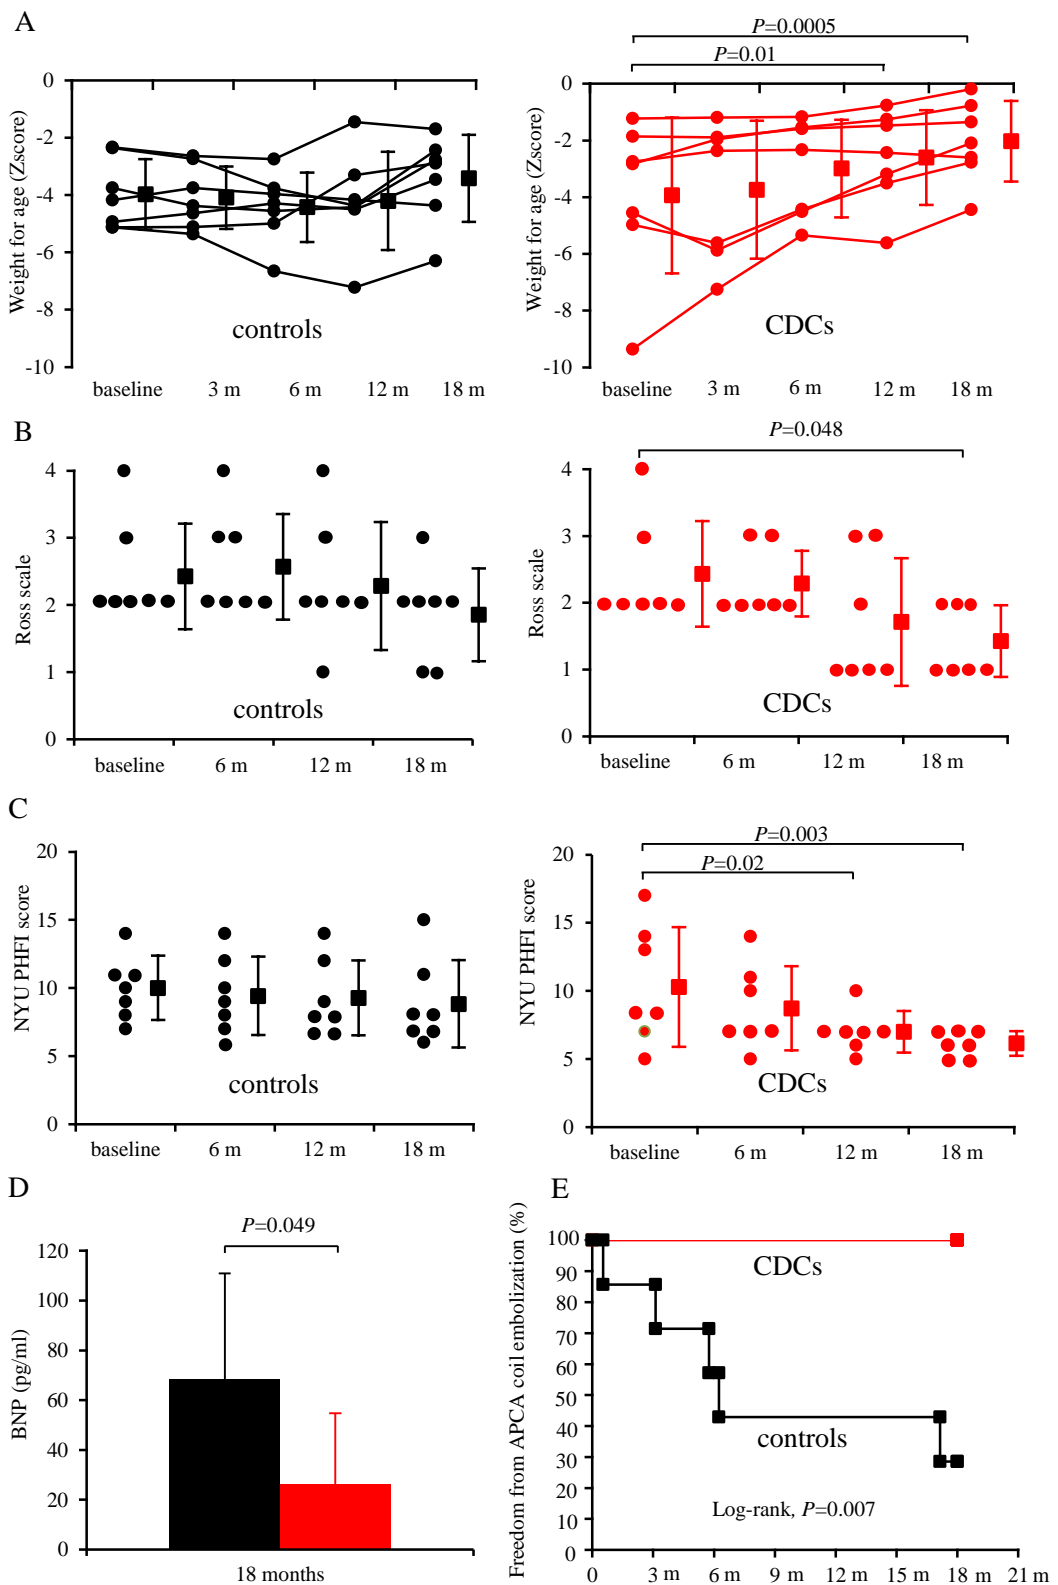 A
P=0.0005
P=0.01
Weight for age (Zscore)
0
-2
-4
-6
-8
-10
controls
baseline 3 m 6 m 12 m 18 m
Weight for age (Zscore)
0
-2
-4
-6
-8
-10
CDCs
baseline 3 m 6 m 12 m 18 m
B
P=0.048
Ross scale
4
3
2
1
0
controls
baseline 6 m 12 m 18 m
Ross scale
4
3
2
1
0
CDCs
baseline 6 m 12 m 18 m
C
P=0.003
P=0.02
NYU PHFI score
20
15
10
5
0
controls
baseline 6 m 12 m 18 m
NYU PHFI score
20
15
10
5
0
CDCs
baseline 6 m 12 m 18 m
D
P=0.049
BNP (pg/ml)
120
100
80
60
40
20
0
18 months
E
Freedom from APCA coil embolization (%)
100
90
80
70
60
50
40
30
20
10
0
CDCs
controls
Log-rank, P=0.007
0 3 m 6 m 9 m 12 m 15 m 18 m 21 m